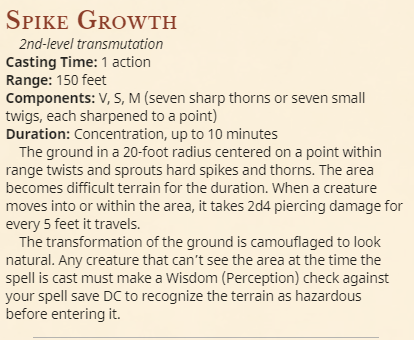 Spike Growth
2nd-level transmutation
Casting Time: 1 action
Range: 150 feet
Components: V, S, M (seven sharp thorns or seven small
twigs, each sharpened to a point)
Duration: Concentration, up to 10 minutes
The ground in a 20-foot radius centered on a point within
range twists and sprouts hard spikes and thorns. The area
becomes difficult terrain for the duration. When a creature
moves into or within the area, it takes 2d4 piercing damage for
every 5 feet it travels.
The transformation of the ground is camouflaged to look
natural. Any creature that can't see the area at the time the
spell is cast must make a Wisdom (Perception) check against
your spell save DC to recognize the terrain as hazardous
before entering it.